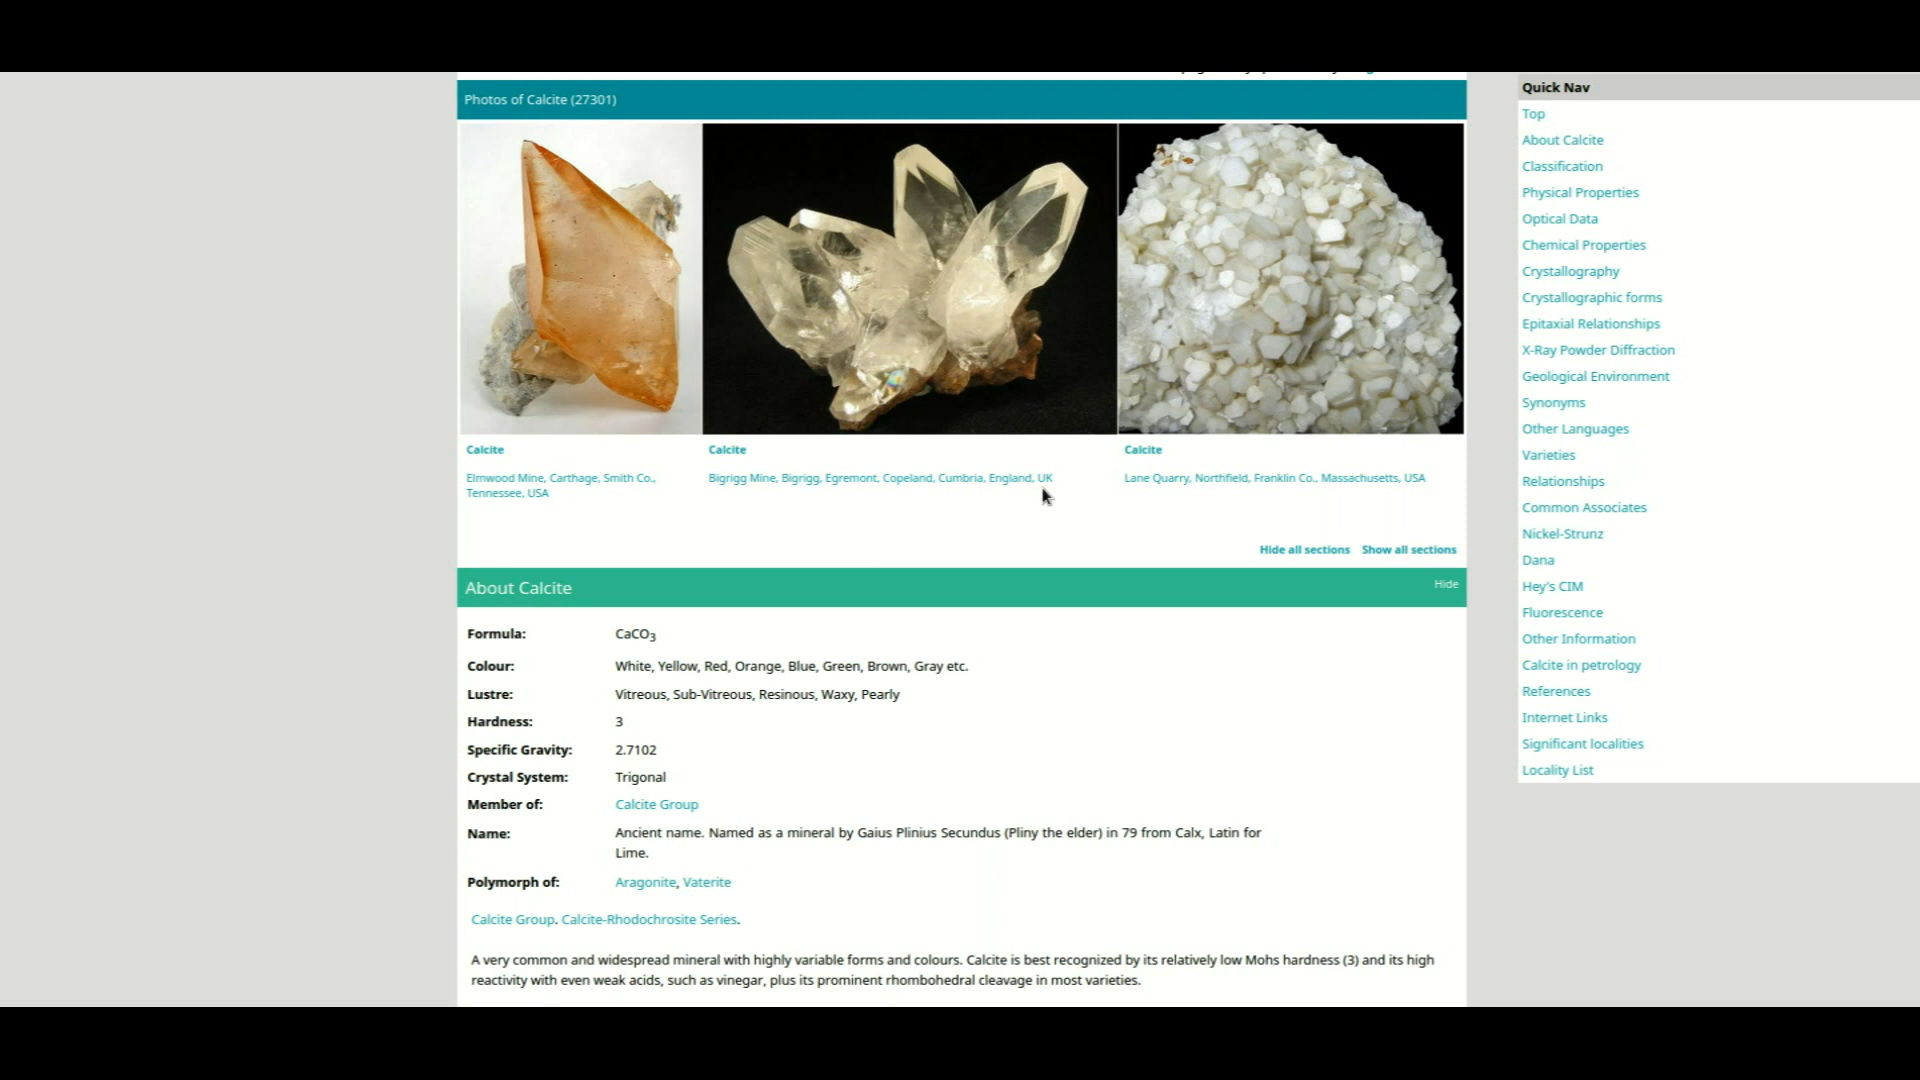 Photos of Calcite (27301)
Calcite
Elmwood Mine, Carthage, Smith Co.,
Tennessee, USA
Calcite
Bigrigg Mine, Bigrigg, Egremont, Copeland, Cumbria, England, UK
Calcite
Lane Quarry, Northfield, Franklin Co., Massachusetts, USA
Hide all sections Show all sections
About Calcite
Hide
Formula: CaCO₃
Colour: White, Yellow, Red, Orange, Blue, Green, Brown, Gray etc.
Lustre: Vitreous, Sub-Vitreous, Resinous, Waxy, Pearly
Hardness: 3
Specific Gravity: 2.7102
Crystal System: Trigonal
Member of: Calcite Group
Name: Ancient name. Named as a mineral by Gaius Plinius Secundus (Pliny the elder) in 79 from Calx, Latin for
Lime.
Polymorph of: Aragonite, Vaterite
Calcite Group. Calcite-Rhodochrosite Series.
A very common and widespread mineral with highly variable forms and colours. Calcite is best recognized by its relatively low Mohs hardness (3) and its high
reactivity with even weak acids, such as vinegar, plus its prominent rhombohedral cleavage in most varieties.
Quick Nav
Top
About Calcite
Classification
Physical Properties
Optical Data
Chemical Properties
Crystallography
Crystallographic forms
Epitaxial Relationships
X-Ray Powder Diffraction
Geological Environment
Synonyms
Other Languages
Varieties
Relationships
Common Associates
Nickel-Strunz
Dana
Hey's CIM
Fluorescence
Other Information
Calcite in petrology
References
Internet Links
Significant localities
Locality List